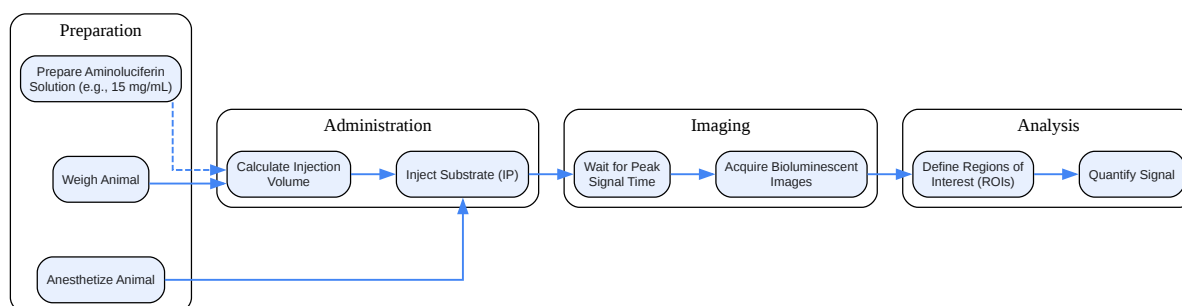 Preparation
Prepare Aminoluciferin
Solution (e.g., 15 mg/mL)
Weigh Animal
Anesthetize Animal
Administration
Calculate Injection
Volume
Inject Substrate (IP)
Imaging
Wait for Peak
Signal Time
Acquire Bioluminescent
Images
Analysis
Define Regions of
Interest (ROIs)
Quantify Signal